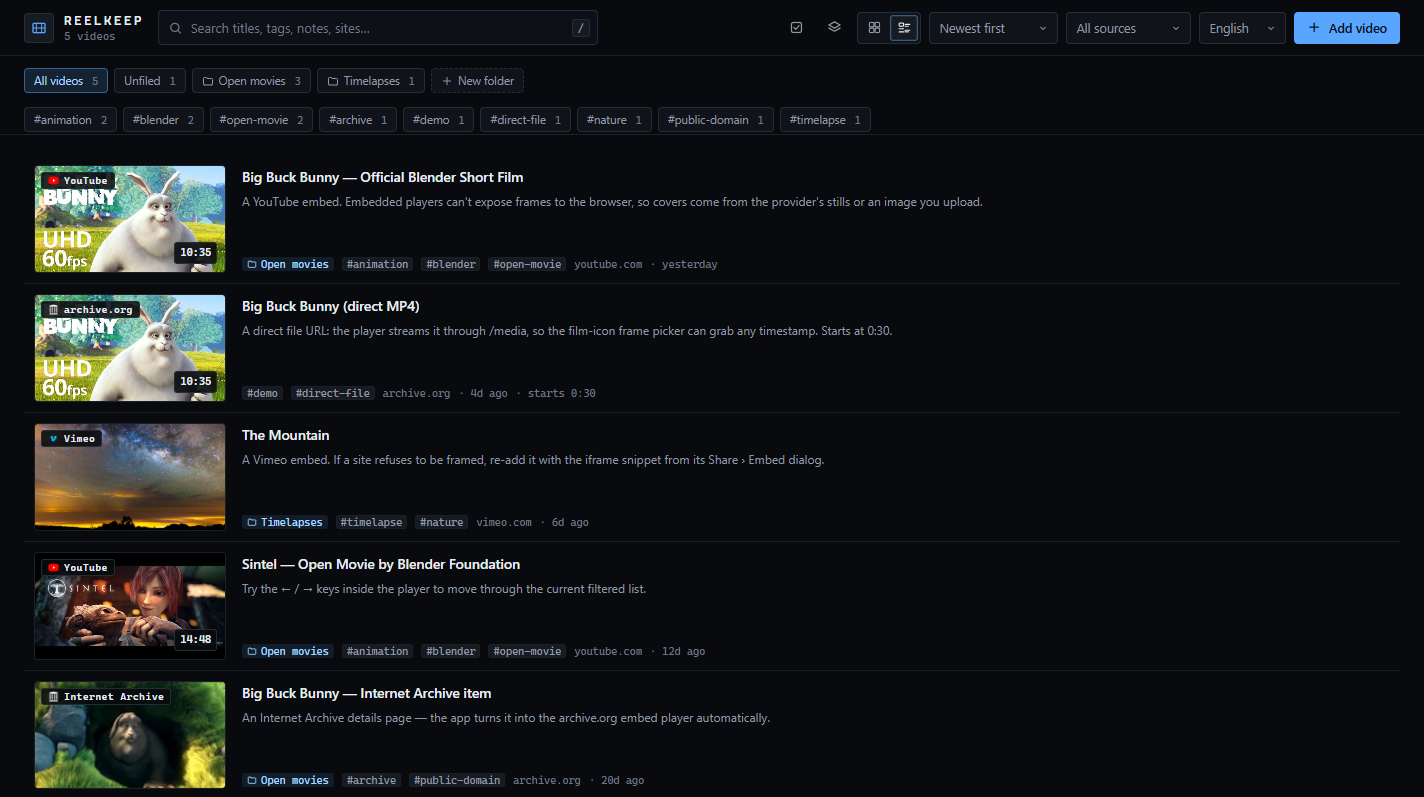 REELKEEP
5 videos
Search titles, tags, notes, sites...
/
Newest first
All sources
English
+ Add video
All videos 5
Unfiled 1
Open movies 3
Timelapses 1
+ New folder
#animation 2
#blender 2
#open-movie 2
#archive 1
#demo 1
#direct-file 1
#nature 1
#public-domain 1
#timelapse 1
YouTube
BUNNY
UHD
60fps
10:35
Big Buck Bunny — Official Blender Short Film
A YouTube embed. Embedded players can't expose frames to the browser, so covers come from the provider's stills or an image you upload.
Open movies #animation #blender #open-movie youtube.com · yesterday
archive.org
BUNNY
UHD
60fps
10:35
Big Buck Bunny (direct MP4)
A direct file URL: the player streams it through /media, so the film-icon frame picker can grab any timestamp. Starts at 0:30.
#demo #direct-file archive.org · 4d ago · starts 0:30
Vimeo
The Mountain
A Vimeo embed. If a site refuses to be framed, re-add it with the iframe snippet from its Share › Embed dialog.
Timelapses #timelapse #nature vimeo.com · 6d ago
YouTube
SINTEL
14:48
Sintel — Open Movie by Blender Foundation
Try the ← / → keys inside the player to move through the current filtered list.
Open movies #animation #blender #open-movie youtube.com · 12d ago
Internet Archive
Big Buck Bunny — Internet Archive item
An Internet Archive details page — the app turns it into the archive.org embed player automatically.
Open movies #archive #public-domain archive.org · 20d ago